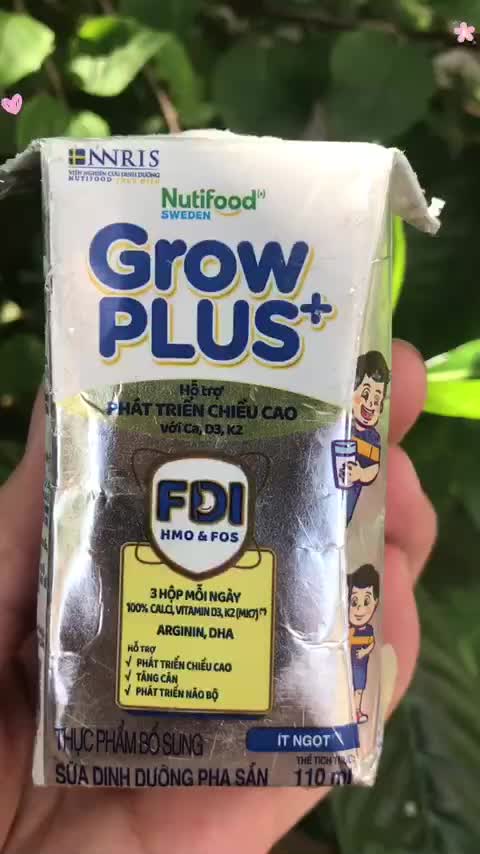 NNRIS
VIỆN NGHIÊN CỨU DINH DƯỠNG
NUTIFOOD
Nutifood(•)
SWEDEN
Grow
PLUS+
Hỗ trợ
PHÁT TRIỂN CHIỀU CAO
với Ca, D3, K2
FDI
HMO & FOS
3 HỘP MỖI NGÀY
100% CALCI, VITAMIN D3, K2 (MK7)(*)
ARGININ, DHA
HỖ TRỢ
√ PHÁT TRIỂN CHIỀU CAO
√ TĂNG CÂN
√ PHÁT TRIỂN NÃO BỘ
THỰC PHẨM BỔ SUNG
ÍT NGỌT
THỂ TÍCH THỰC:
SỮA DINH DƯỠNG PHA SẴN
110 ml